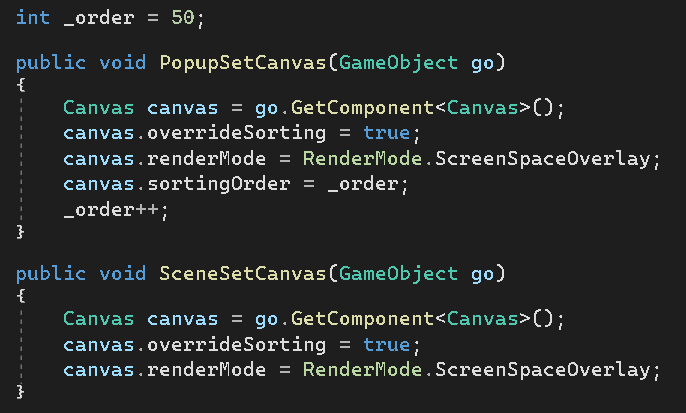 int _order = 50;
public void PopupSetCanvas(GameObject go)
{
Canvas canvas = go.GetComponent<Canvas>();
canvas.overrideSorting = true;
canvas.renderMode = RenderMode.ScreenSpaceOverlay;
canvas.sortingOrder = _order;
_order++;
}
public void SceneSetCanvas(GameObject go)
{
Canvas canvas = go.GetComponent<Canvas>();
canvas.overrideSorting = true;
canvas.renderMode = RenderMode.ScreenSpaceOverlay;
}